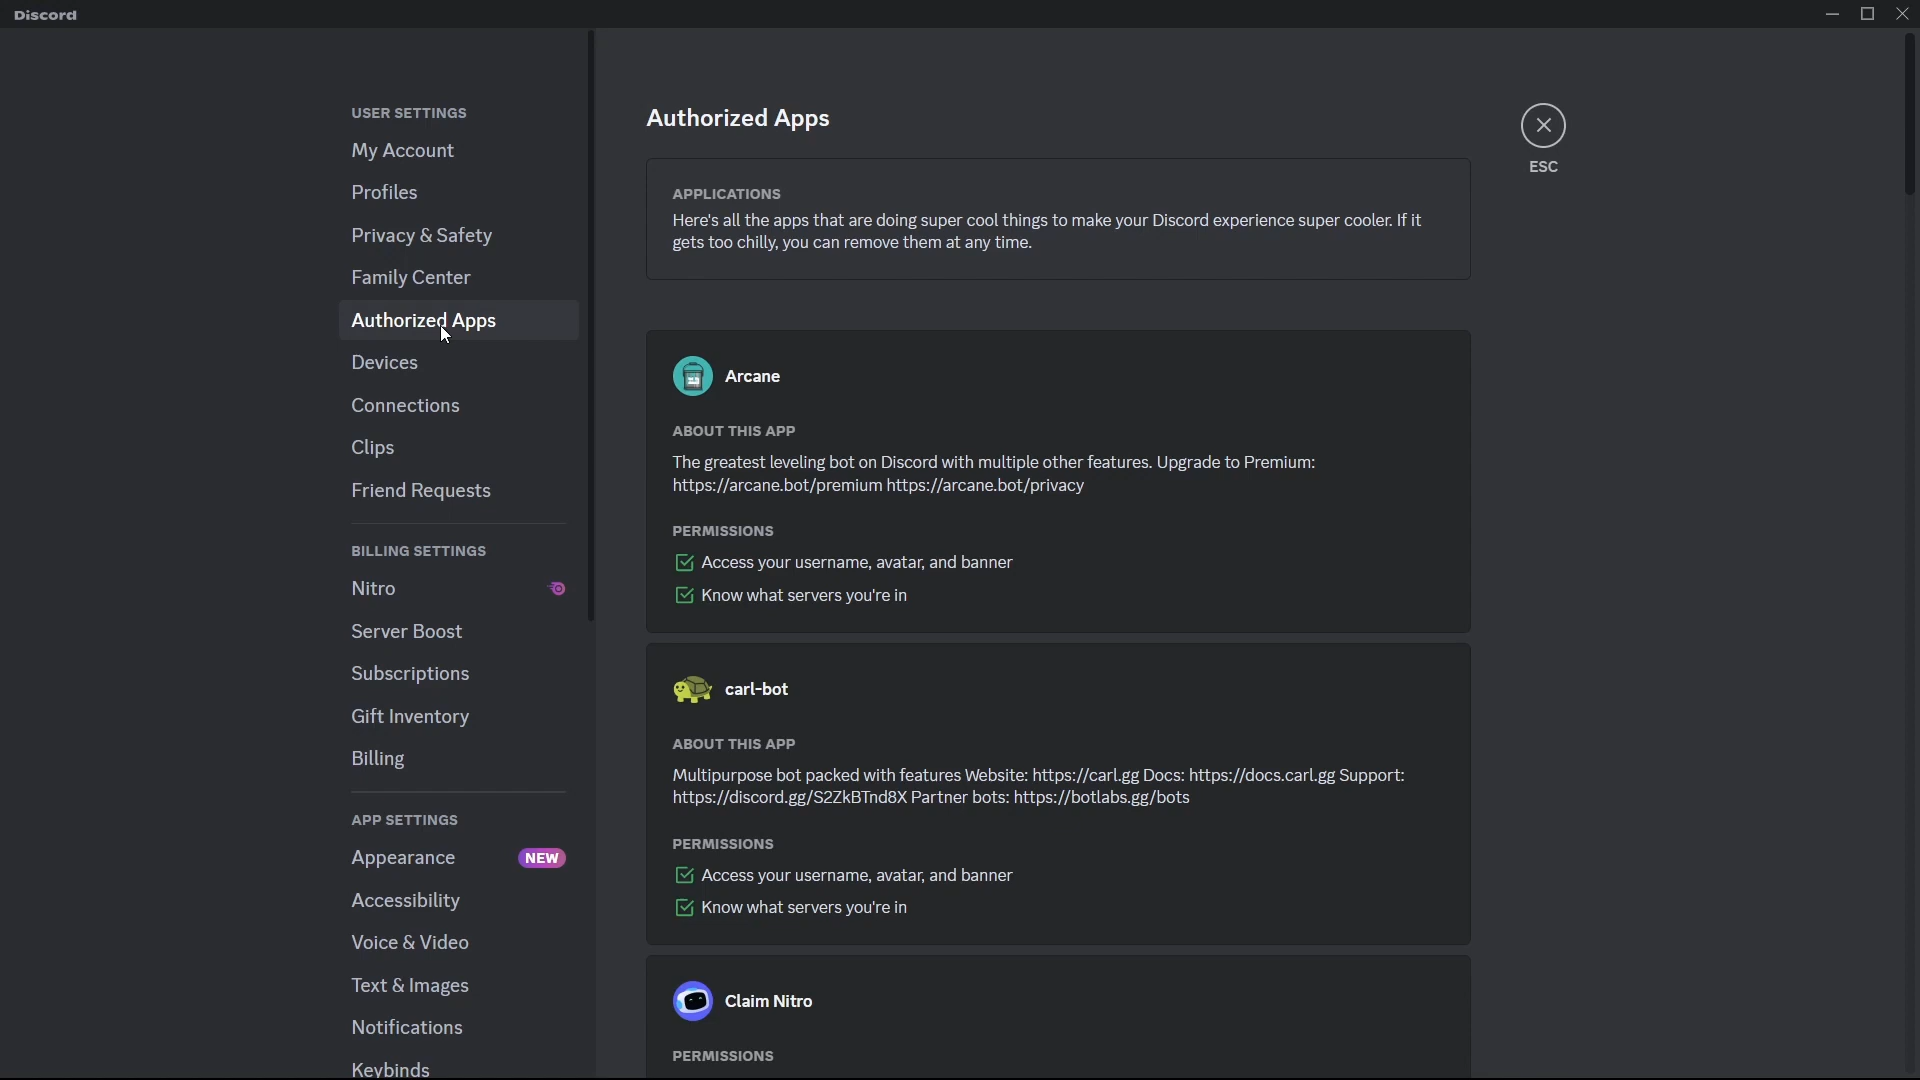 Discord
USER SETTINGS
My Account
Profiles
Privacy & Safety
Family Center
Authorized Apps
Devices
Connections
Clips
Friend Requests
BILLING SETTINGS
Nitro
Server Boost
Subscriptions
Gift Inventory
Billing
APP SETTINGS
Appearance NEW
Accessibility
Voice & Video
Text & Images
Notifications
Keybinds
Authorized Apps
ESC
APPLICATIONS
Here's all the apps that are doing super cool things to make your Discord experience super cooler. If it
gets too chilly, you can remove them at any time.
Arcane
ABOUT THIS APP
The greatest leveling bot on Discord with multiple other features. Upgrade to Premium:
https://arcane.bot/premium https://arcane.bot/privacy
PERMISSIONS
Access your username, avatar, and banner
Know what servers you're in
carl-bot
ABOUT THIS APP
Multipurpose bot packed with features Website: https://carl.gg Docs: https://docs.carl.gg Support:
https://discord.gg/S2ZkBTnd8X Partner bots: https://botlabs.gg/bots
PERMISSIONS
Access your username, avatar, and banner
Know what servers you're in
Claim Nitro
PERMISSIONS